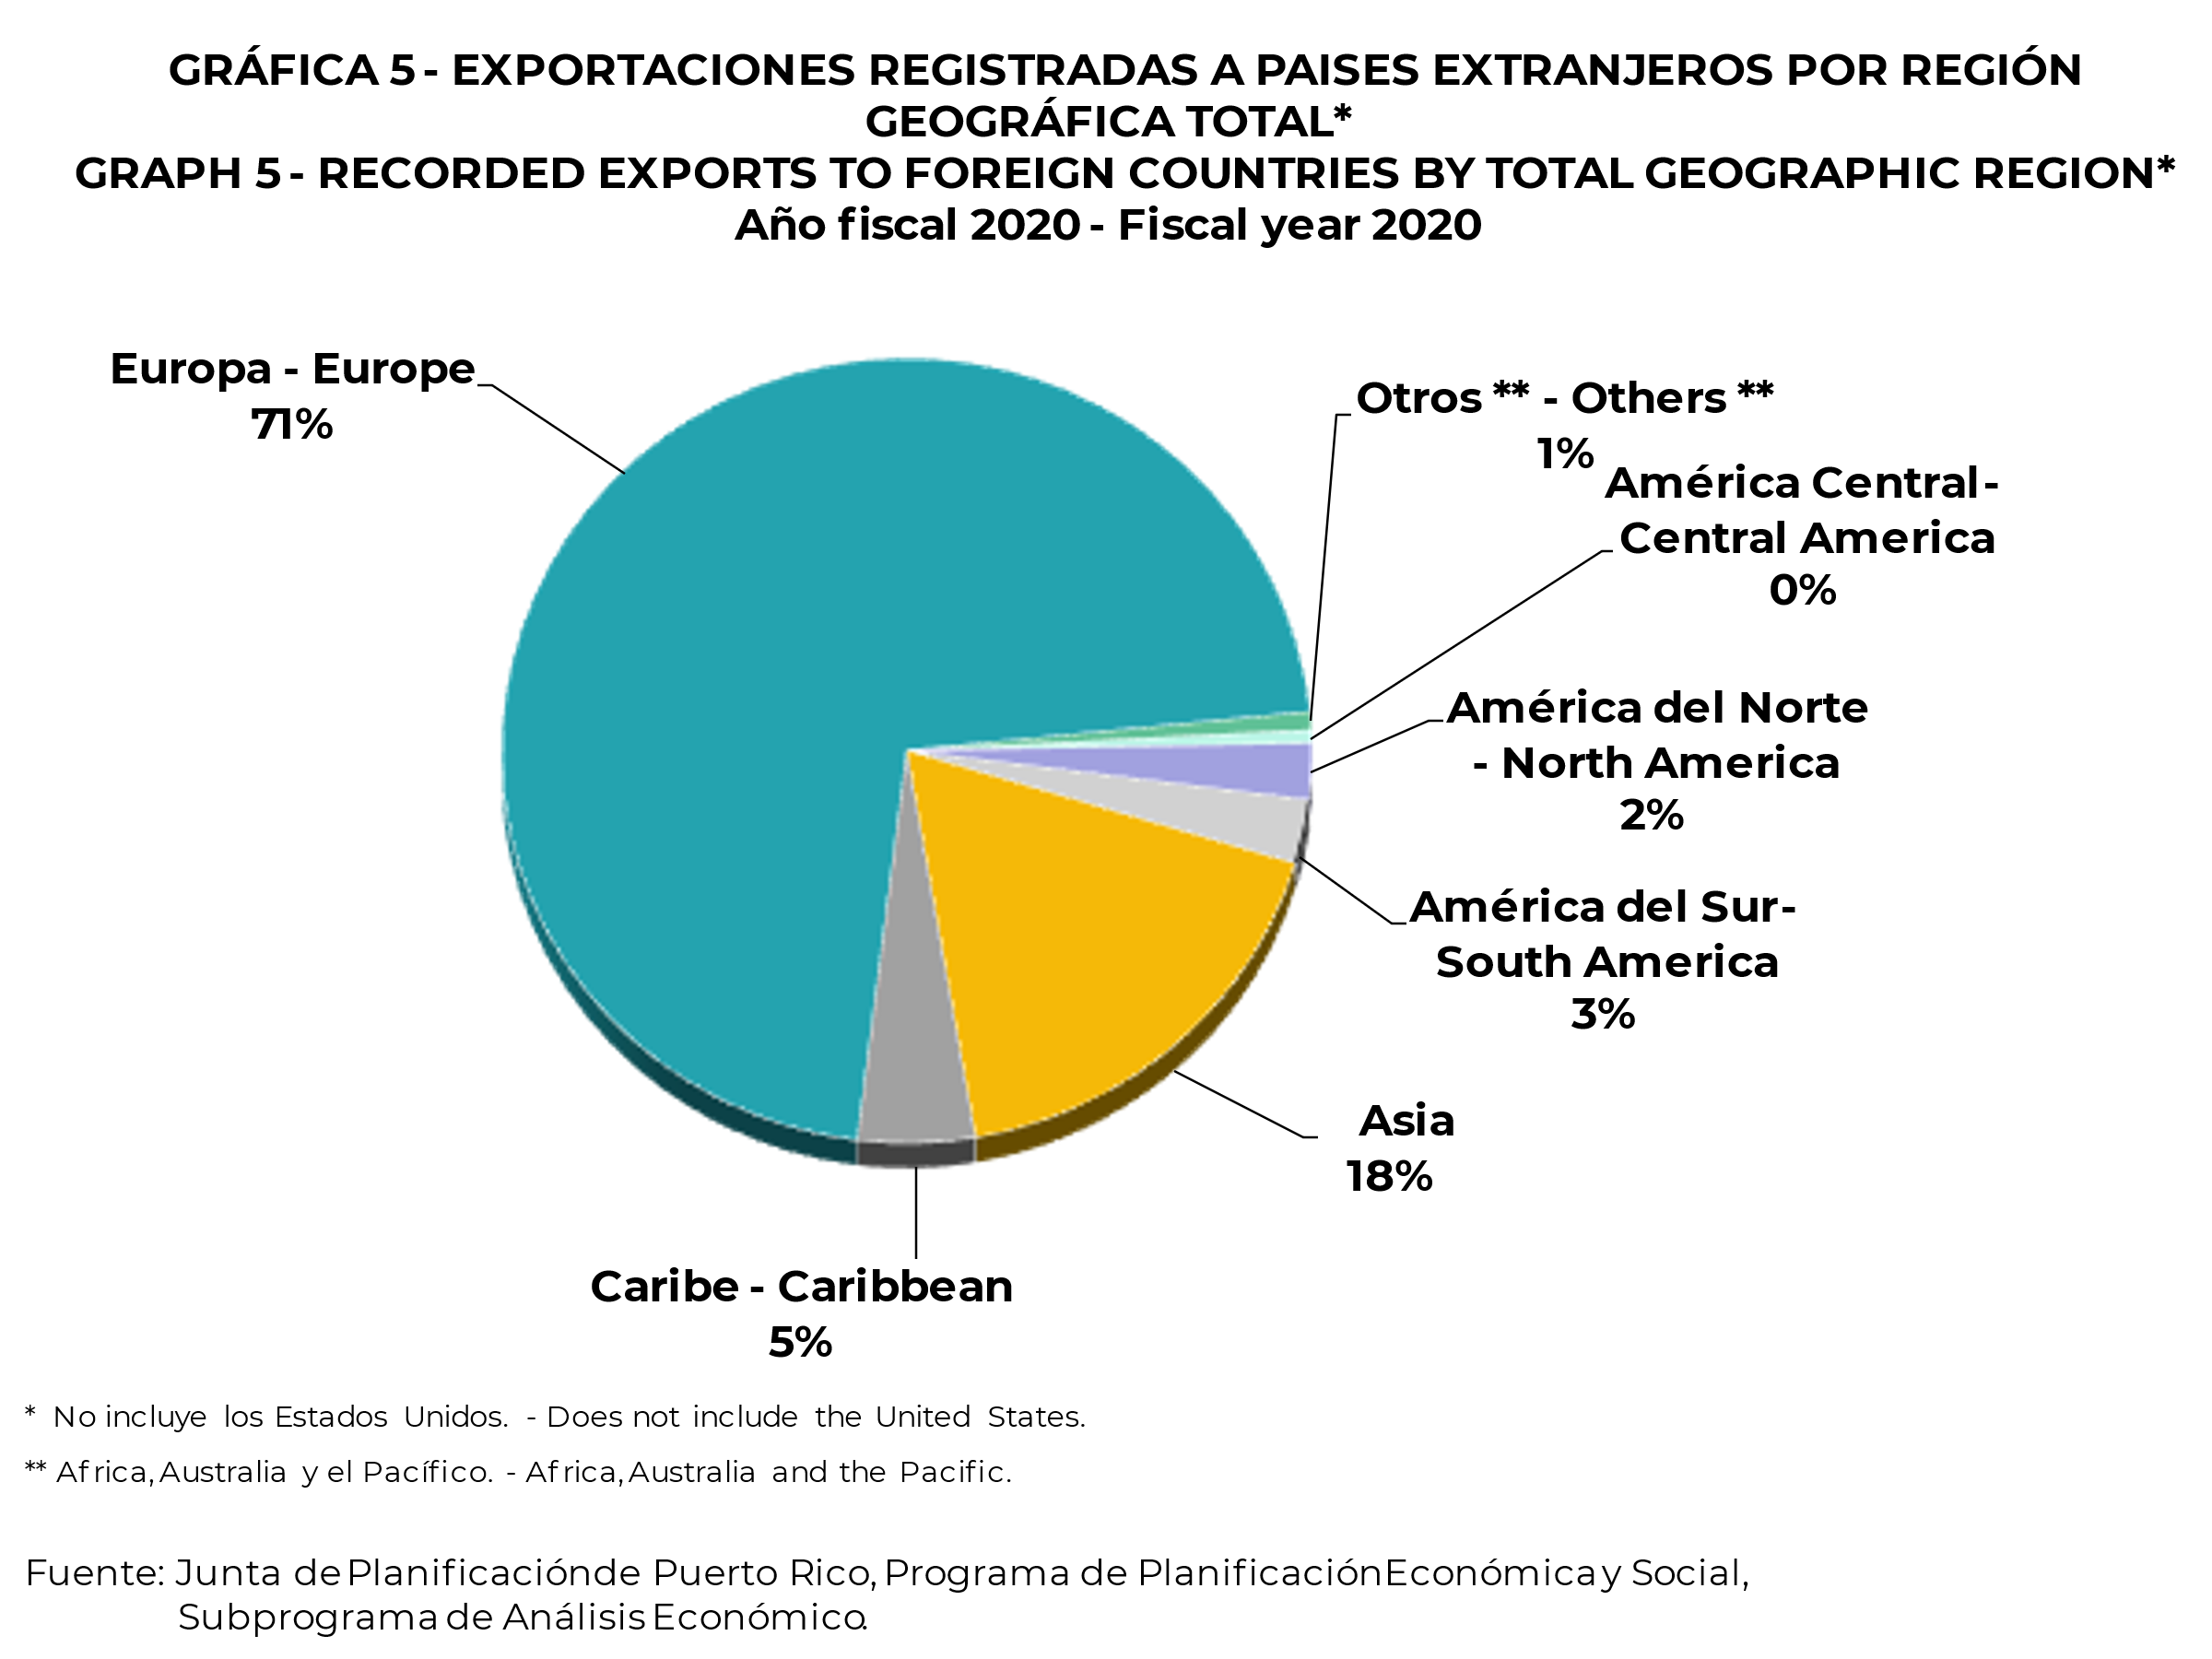 GRÁFICA 5 - EXPORTACIONES REGISTRADAS A PAISES EXTRANJEROS POR REGIÓN
GEOGRÁFICA TOTAL*
GRAPH 5 - RECORDED EXPORTS TO FOREIGN COUNTRIES BY TOTAL GEOGRAPHIC REGION*
Año fiscal 2020 - Fiscal year 2020
Europa - Europe
71%
Otros ** - Others **
1%
América Central-
Central America
0%
América del Norte
- North America
2%
América del Sur-
South America
3%
Asia
18%
Caribe - Caribbean
5%
* No incluye los Estados Unidos. - Does not include the United States.
** Africa, Australia y el Pacífico. - Africa, Australia and the Pacific.
Fuente: Junta de Planificación de Puerto Rico, Programa de Planificación Económica y Social,
Subprograma de Análisis Económico.